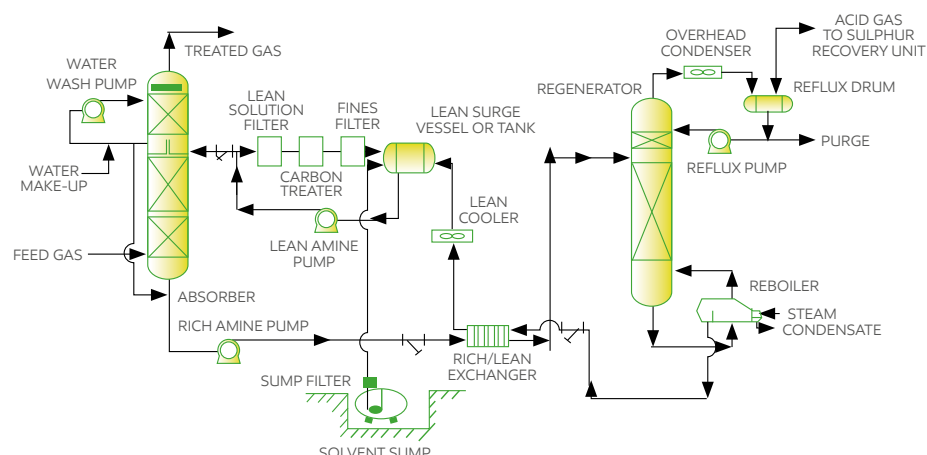 TREATED GAS
WATER
WASH PUMP
LEAN
SOLUTION
FILTER
FINES
FILTER
LEAN SURGE
VESSEL OR TANK
CARBON
TREATER
WATER
MAKE-UP
LEAN AMINE
PUMP
LEAN
COOLER
FEED GAS
ABSORBER
RICH AMINE PUMP
RICH/LEAN
EXCHANGER
SUMP FILTER
SOLVENT SUMP
OVERHEAD
CONDENSER
ACID GAS
TO SULPHUR
RECOVERY UNIT
REGENERATOR
REFLUX DRUM
PURGE
REFLUX PUMP
REBOILER
STEAM
CONDENSATE